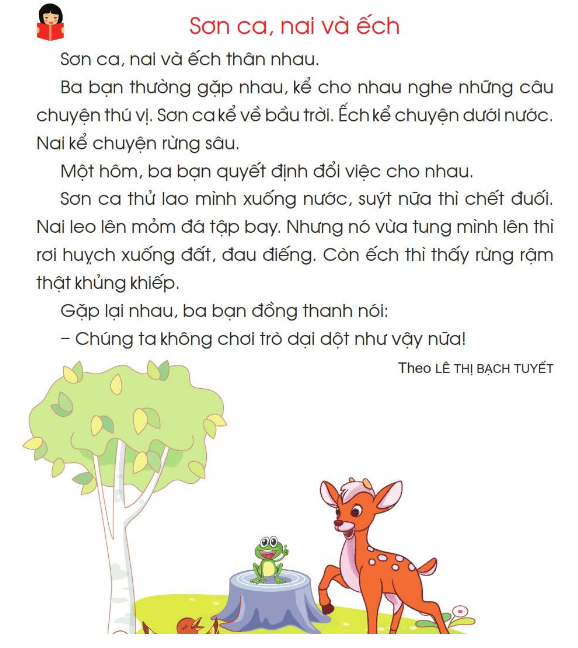 Sơn ca, nai và ếch
Sơn ca, nai và ếch thân nhau.
Ba bạn thường gặp nhau, kể cho nhau nghe những câu
chuyện thú vị. Sơn ca kể về bầu trời. Ếch kể chuyện dưới nước.
Nai kể chuyện rừng sâu.
Một hôm, ba bạn quyết định đổi việc cho nhau.
Sơn ca thử lao mình xuống nước, suýt nữa thì chết đuối.
Nai leo lên mỏm đá tập bay. Nhưng nó vừa tung mình lên thì
rơi huỵch xuống đất, đau điếng. Còn ếch thì thấy rừng rậm
thật khủng khiếp.
Gặp lại nhau, ba bạn đồng thanh nói:
– Chúng ta không chơi trò dại dột như vậy nữa!
Theo LÊ THỊ BẠCH TUYẾT